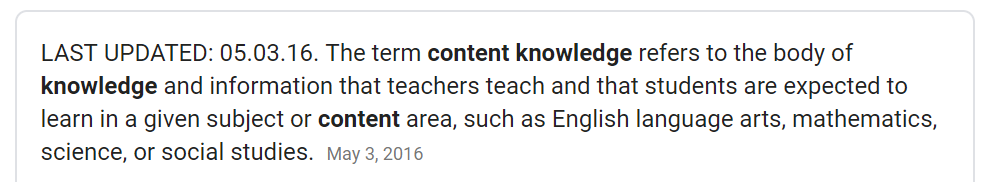 LAST UPDATED: 05.03.16. The term content knowledge refers to the body of
knowledge and information that teachers teach and that students are expected to
learn in a given subject or content area, such as English language arts, mathematics,
science, or social studies. May 3, 2016